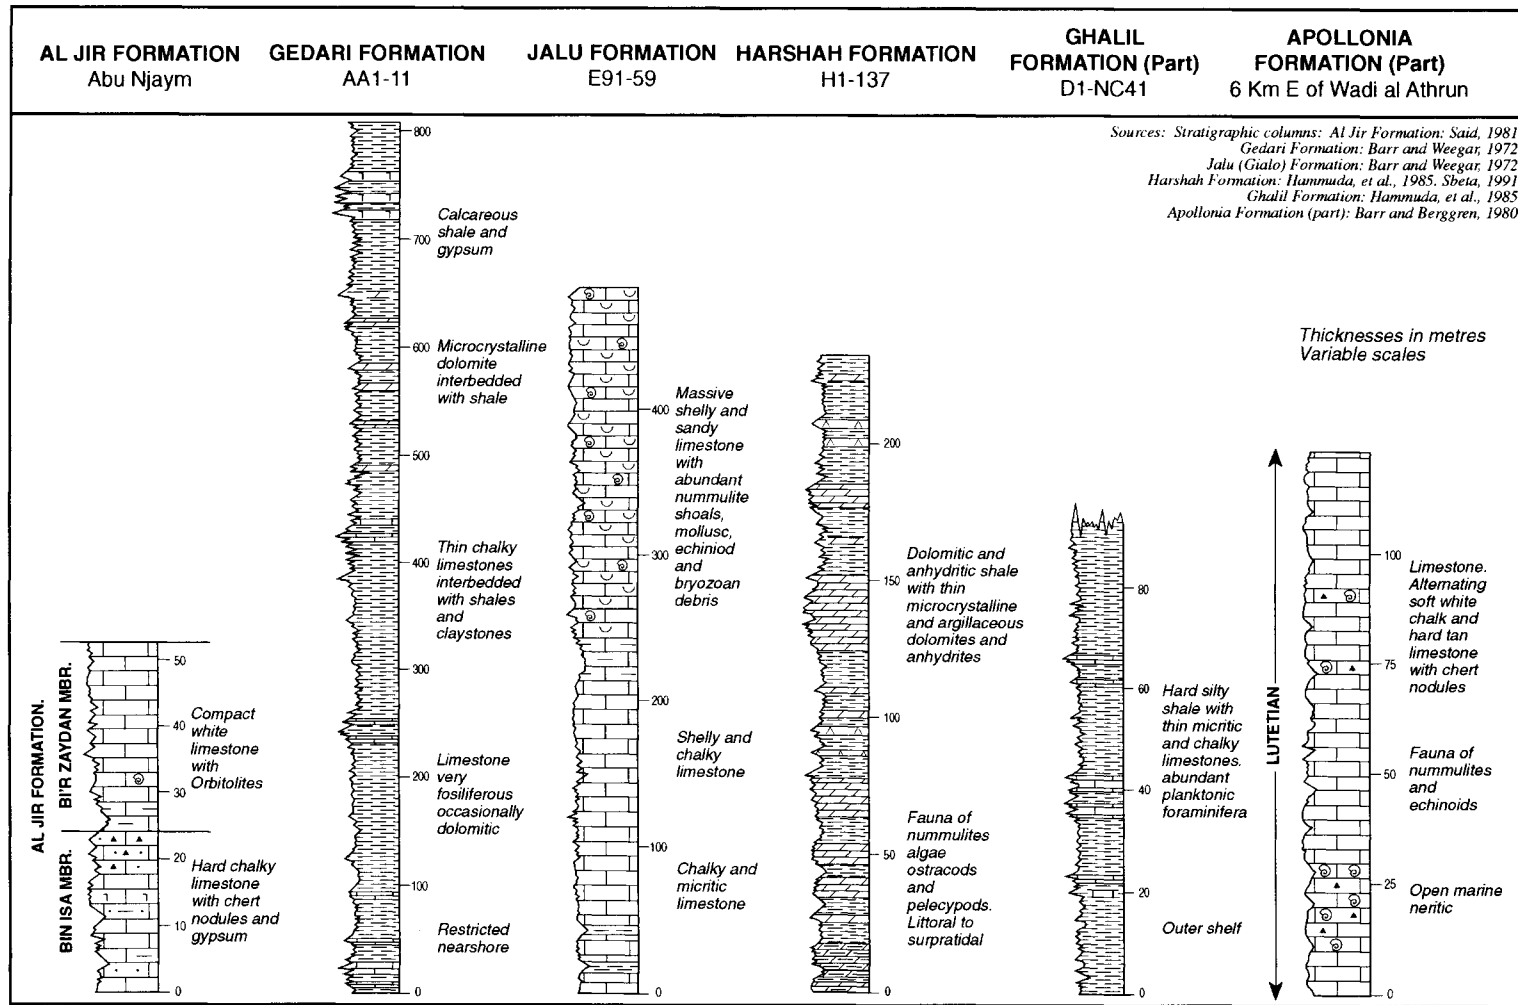 AL JIR FORMATION
Abu Njaym
GEDARI FORMATION
AA1-11
JALU FORMATION
E91-59
HARSHAH FORMATION
H1-137
GHALIL
FORMATION (Part)
D1-NC41
APOLLONIA
FORMATION (Part)
6 Km E of Wadi al Athrun
Sources: Stratigraphic columns: Al Jir Formation: Said, 1981
Gedari Formation: Barr and Weegar, 1972
Jalu (Gialo) Formation: Barr and Weegar, 1972
Harshah Formation: Hammuda, et al., 1985. Sbeta, 1991
Ghalil Formation: Hammuda, et al., 1985
Apollonia Formation (part): Barr and Berggren, 1980
Thicknesses in metres
Variable scales
AL JIR FORMATION.
BI'R ZAYDAN MBR.
BIN ISA MBR.
50
40
30
20
10
0
Compact
white
limestone
with
Orbitolites
Hard chalky
limestone
with chert
nodules and
gypsum
800
700
600
500
400
300
200
100
0
Calcareous
shale and
gypsum
Microcrystalline
dolomite
interbedded
with shale
Thin chalky
limestones
interbedded
with shales
and
claystones
Limestone
very
fosiliferous
occasionally
dolomitic
Restricted
nearshore
400
300
200
100
0
Massive
shelly and
sandy
limestone
with
abundant
nummulite
shoals,
mollusc,
echiniod
and
bryozoan
debris
Shelly and
chalky
limestone
Chalky and
micritic
limestone
200
150
100
50
0
Dolomitic and
anhydritic shale
with thin
microcrystalline
and argillaceous
dolomites and
anhydrites
Fauna of
nummulites
algae
ostracods
and
pelecypods.
Littoral to
surpratidal
80
60
40
20
0
Hard silty
shale with
thin micritic
and chalky
limestones.
abundant
planktonic
foraminifera
Outer shelf
LUTETIAN
100
75
50
25
0
Limestone.
Alternating
soft white
chalk and
hard tan
limestone
with chert
nodules
Fauna of
nummulites
and
echinoids
Open marine
neritic